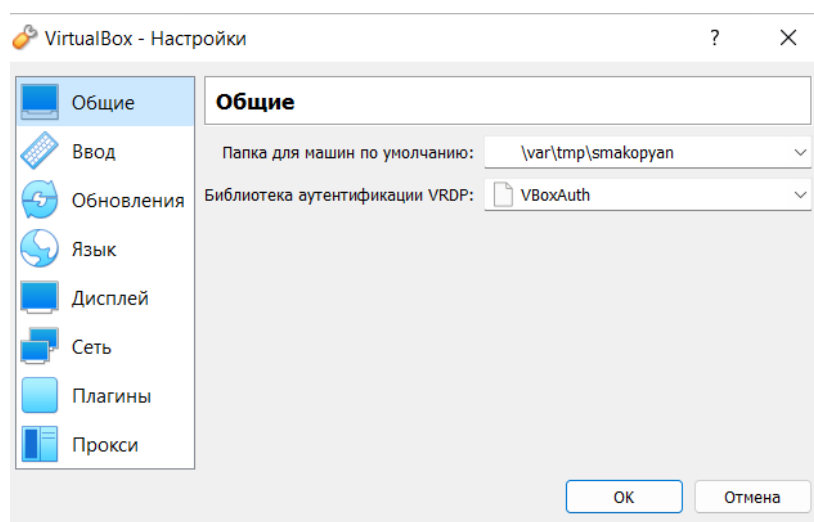 VirtualBox - Настройки ? ×
Общие
Ввод
Обновления
Язык
Дисплей
Сеть
Плагины
Прокси
Общие
Папка для машин по умолчанию: \var\tmp\smakopyan
Библиотека аутентификации VRDP: VBoxAuth
OK Отмена